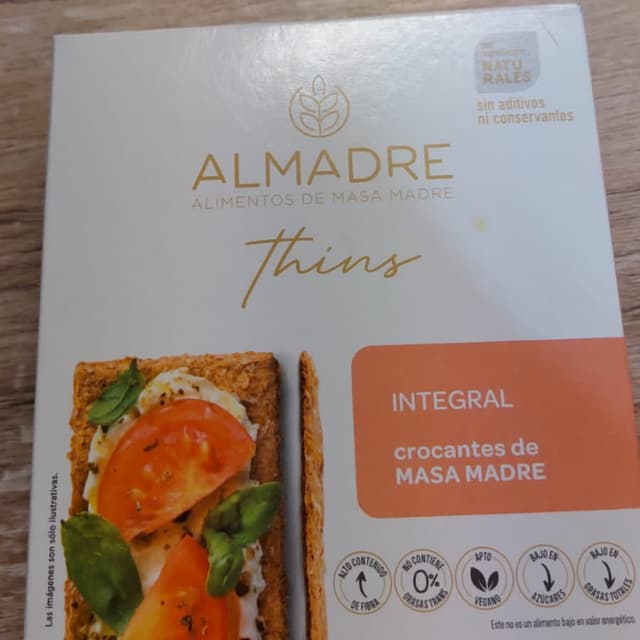 NATU
RALES
sin aditivos
ni conservantes
ALMADRE
ALIMENTOS DE MASA MADRE
Thins
INTEGRAL
crocantes de
MASA MADRE
ALTO CONTENIDO
DE FIBRA
NO CONTIENE
0%
GRASAS TRANS
APTO
VEGANO
BAJO EN
AZÚCARES
BAJO EN
GRASAS TOTALES
Este no es un alimento bajo en valor energético.
Las imágenes son sólo ilustrativas.